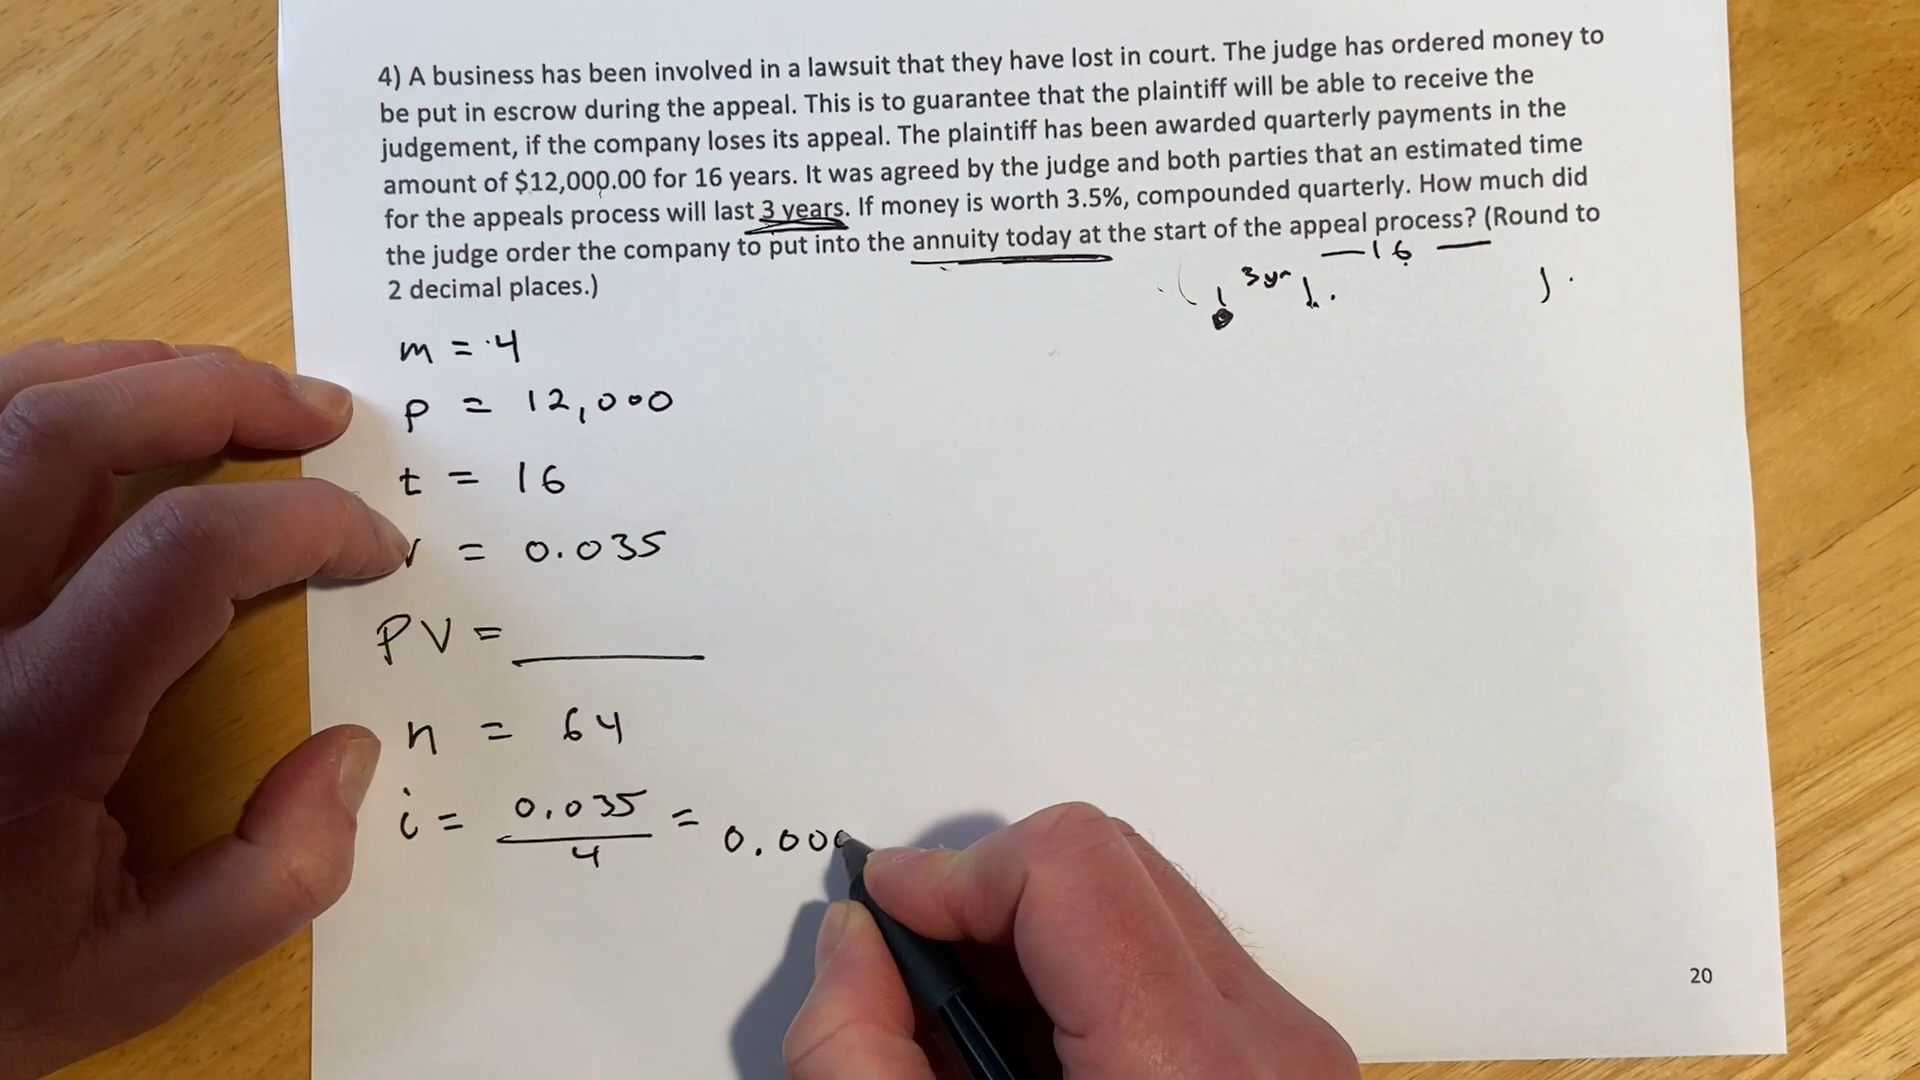 4) A business has been involved in a lawsuit that they have lost in court. The judge has ordered money to
be put in escrow during the appeal. This is to guarantee that the plaintiff will be able to receive the
judgement, if the company loses its appeal. The plaintiff has been awarded quarterly payments in the
amount of $12,000.00 for 16 years. It was agreed by the judge and both parties that an estimated time
for the appeals process will last 3 years. If money is worth 3.5%, compounded quarterly. How much did
the judge order the company to put into the annuity today at the start of the appeal process? (Round to
2 decimal places.)
3 yr
16
m = 4
P = 12,000
t = 16
r = 0.035
PV =
n = 64
i = 0.035 / 4 = 0.00
20